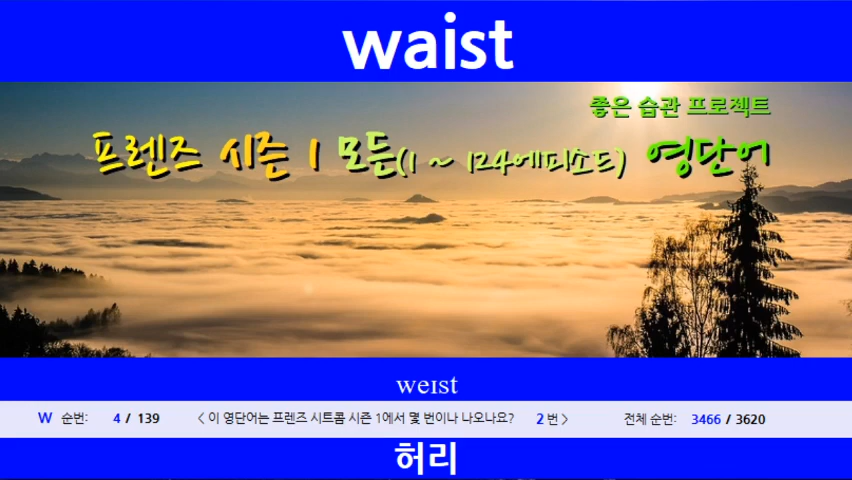 waist
좋은 습관 프로젝트
프렌즈 시즌 1 모든(1 ~ 124에피소드) 영단어
weɪst
W 순번: 4 / 139 < 이 영단어는 프렌즈 시트콤 시즌 1에서 몇 번이나 나오나요? 2 번 > 전체 순번: 3466 / 3620
허리